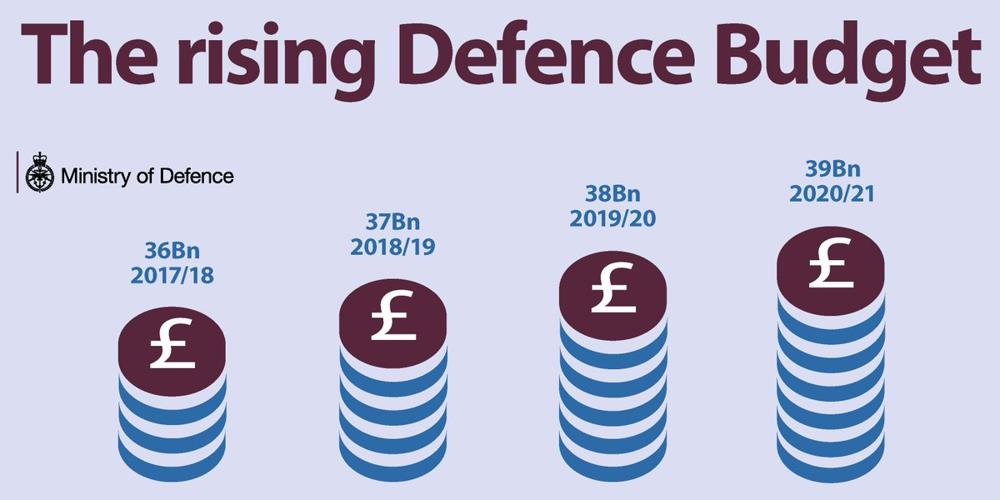 The rising Defence Budget
Ministry of Defence
36Bn
2017/18
37Bn
2018/19
38Bn
2019/20
39Bn
2020/21
£
£
£
£